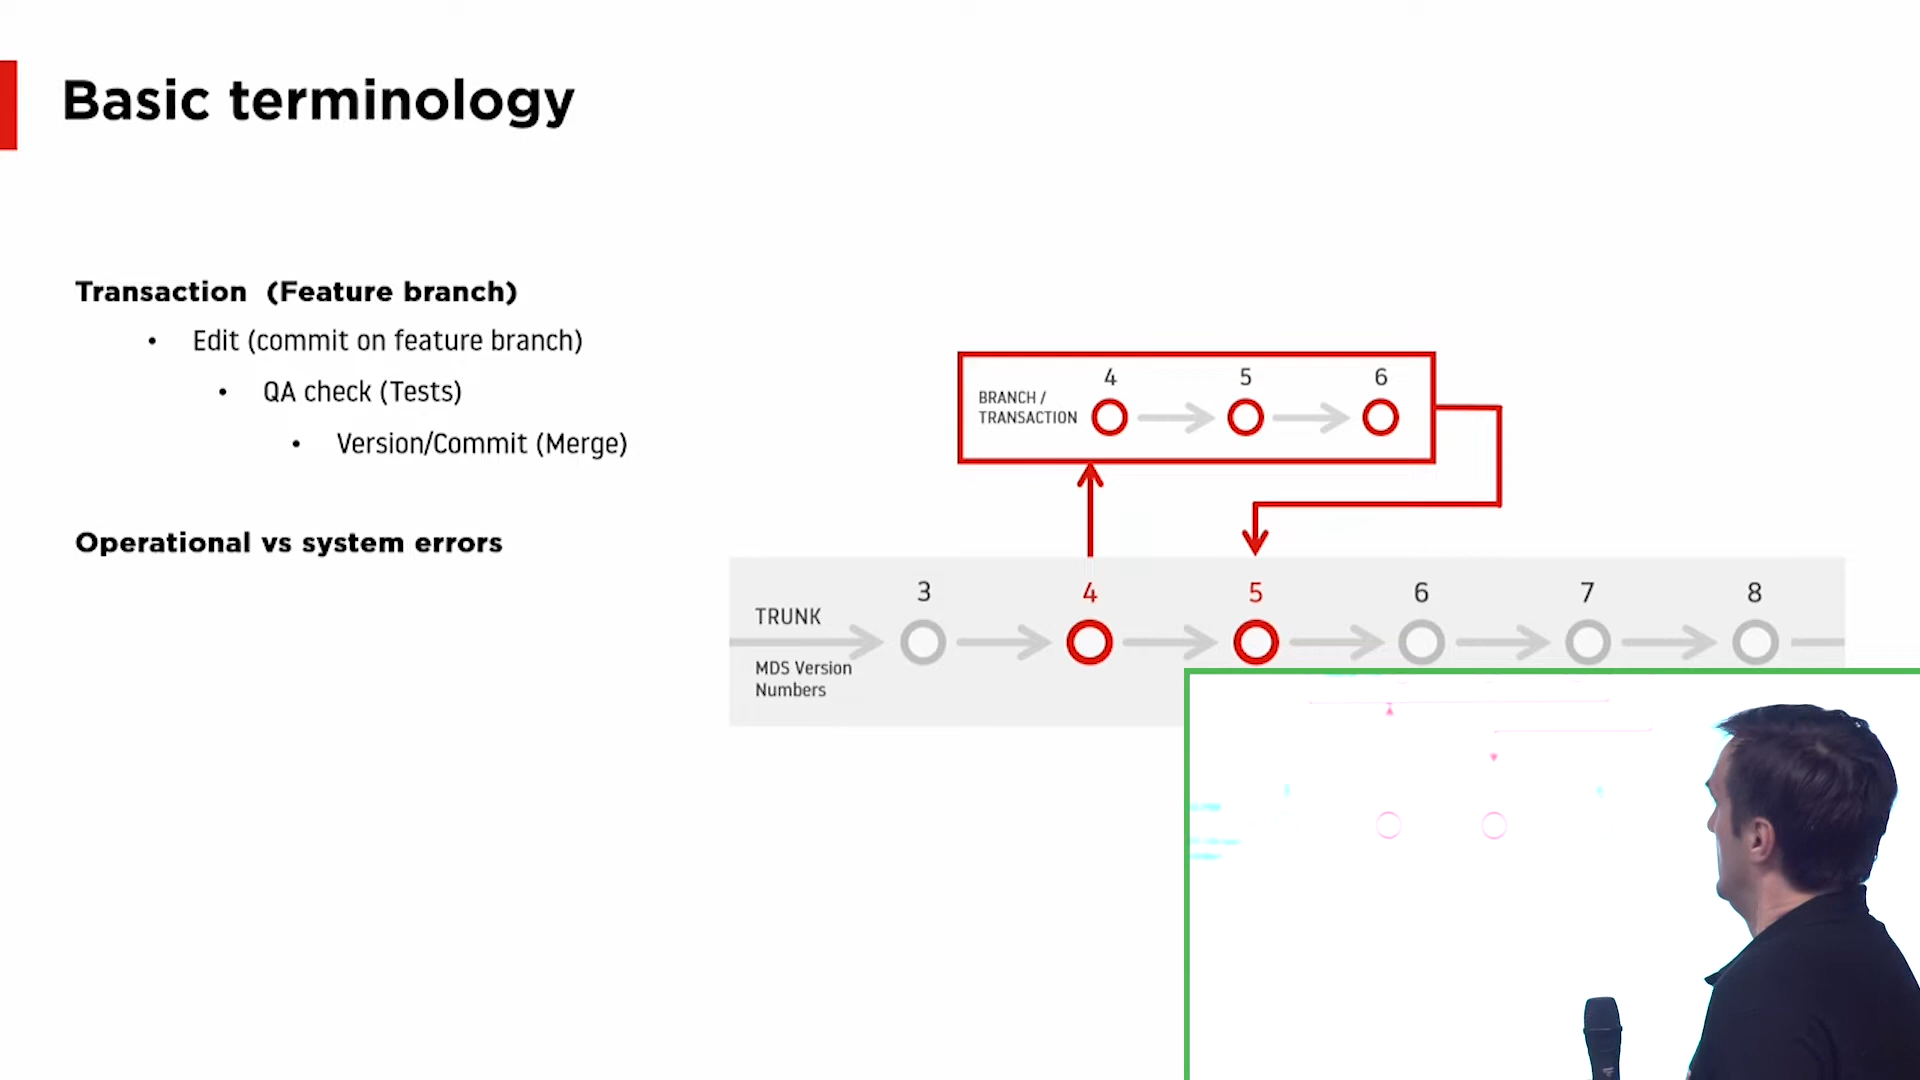 Basic terminology
Transaction (Feature branch)
• Edit (commit on feature branch)
• QA check (Tests)
• Version/Commit (Merge)
Operational vs system errors
4 5 6
BRANCH /
TRANSACTION
3 4 5 6 7 8
TRUNK
MDS Version
Numbers